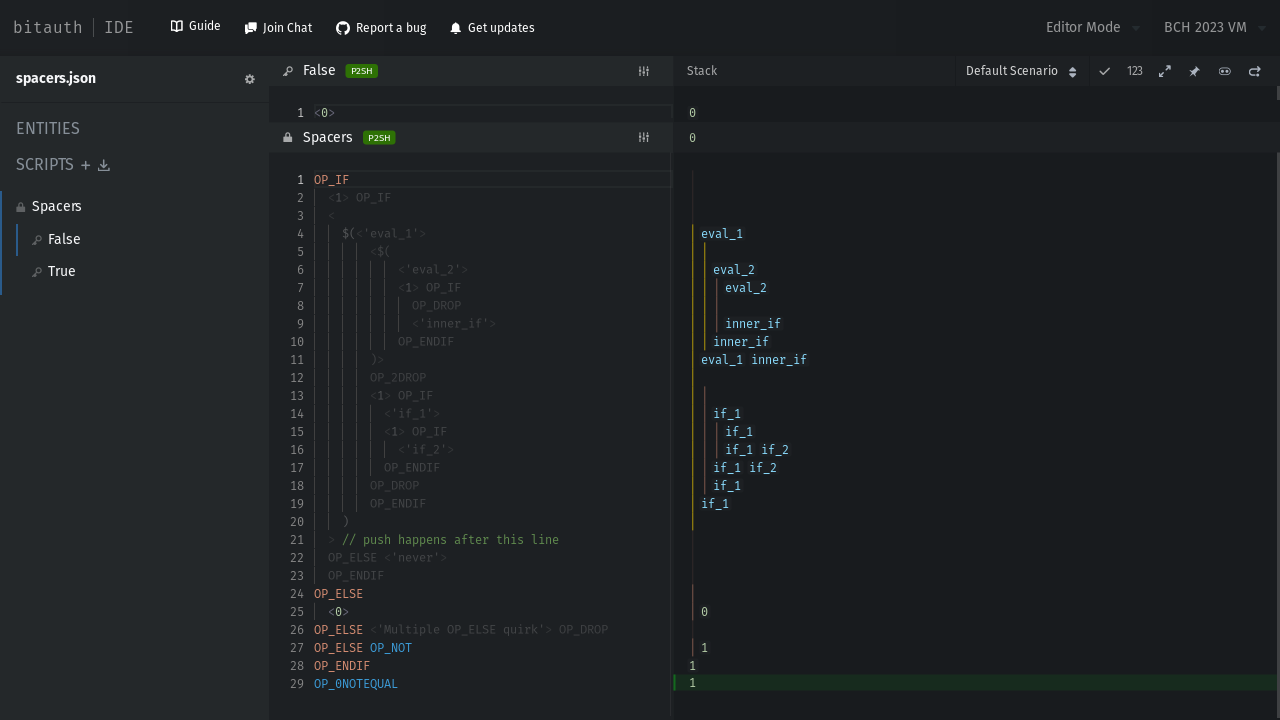 bitauth | IDE Guide Join Chat Report a bug Get updates Editor Mode BCH 2023 VM
spacers.json
ENTITIES
SCRIPTS +
Spacers
False
True
False P2SH
1 <0>
Spacers P2SH
1 OP_IF
2 <1> OP_IF
3 <
4 $(<'eval_1'>
5 <$(
6 <'eval_2'>
7 <1> OP_IF
8 OP_DROP
9 <'inner_if'>
10 OP_ENDIF
11 )>
12 OP_2DROP
13 <1> OP_IF
14 <'if_1'>
15 <1> OP_IF
16 <'if_2'>
17 OP_ENDIF
18 OP_DROP
19 OP_ENDIF
20 )
21 > // push happens after this line
22 OP_ELSE <'never'>
23 OP_ENDIF
24 OP_ELSE
25 <0>
26 OP_ELSE <'Multiple OP_ELSE quirk'> OP_DROP
27 OP_ELSE OP_NOT
28 OP_ENDIF
29 OP_0NOTEQUAL
Stack Default Scenario 123
0
0
eval_1
eval_2
eval_2
inner_if
inner_if
eval_1 inner_if
if_1
if_1
if_1 if_2
if_1 if_2
if_1
if_1
0
1
1
1